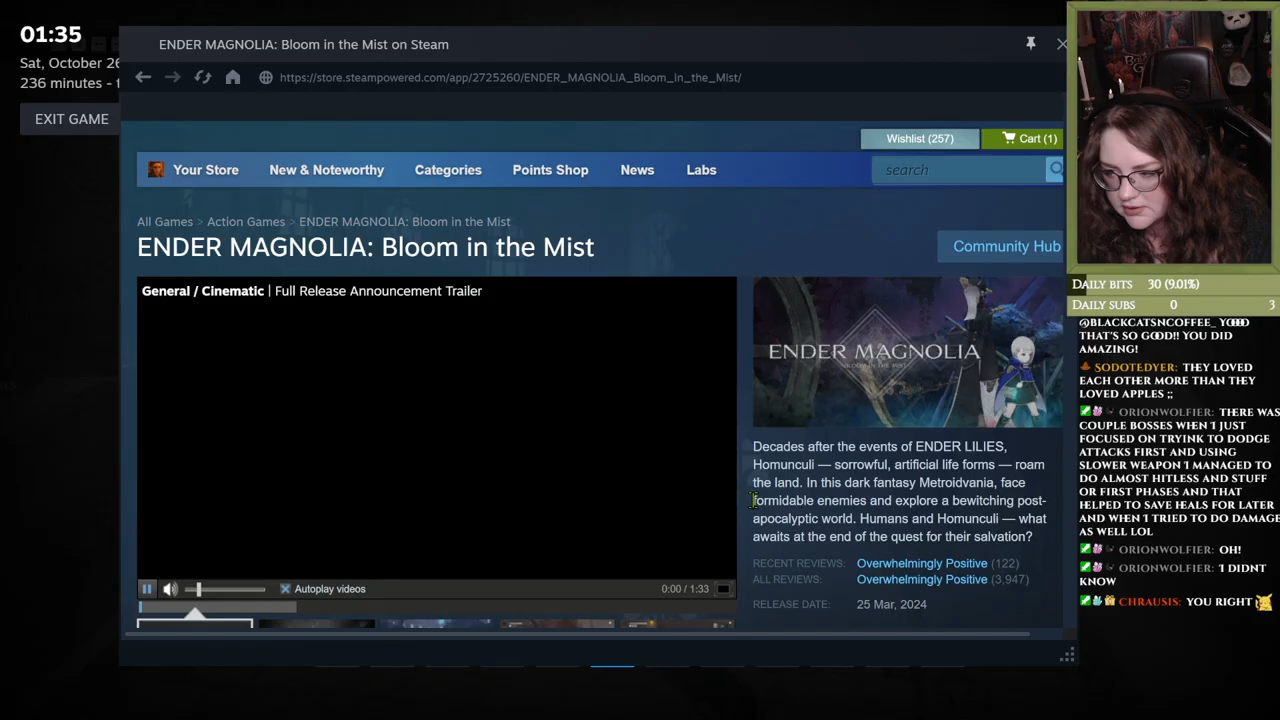 01:35
Sat, October 26
236 minutes - t
EXIT GAME
ENDER MAGNOLIA: Bloom in the Mist on Steam
https://store.steampowered.com/app/2725260/ENDER_MAGNOLIA_Bloom_in_the_Mist/
Wishlist (257)
Cart (1)
Your Store
New & Noteworthy
Categories
Points Shop
News
Labs
search
All Games > Action Games > ENDER MAGNOLIA: Bloom in the Mist
ENDER MAGNOLIA: Bloom in the Mist
Community Hub
General / Cinematic | Full Release Announcement Trailer
Autoplay videos
0:00 / 1:33
ENDER MAGNOLIA
BLOOM IN THE MIST
Decades after the events of ENDER LILIES,
Homunculi — sorrowful, artificial life forms — roam
the land. In this dark fantasy Metroidvania, face
formidable enemies and explore a bewitching post-
apocalyptic world. Humans and Homunculi — what
awaits at the end of the quest for their salvation?
RECENT REVIEWS: Overwhelmingly Positive (122)
ALL REVIEWS: Overwhelmingly Positive (3,947)
RELEASE DATE: 25 Mar, 2024
DAILY BITS 30 (9.01%)
DAILY SUBS 0 3
@BLACKCATSNCOFFEE_ YOOO
THAT'S SO GOOD!! YOU DID
AMAZING!
SODOTEDYER: THEY LOVED
EACH OTHER MORE THAN THEY
LOVED APPLES ;;
ORIONWOLFIER: THERE WAS
COUPLE BOSSES WHEN I JUST
FOCUSED ON TRYINK TO DODGE
ATTACKS FIRST AND USING
SLOWER WEAPON I MANAGED TO
DO ALMOST HITLESS AND STUFF
OR FIRST PHASES AND THAT
HELPED TO SAVE HEALS FOR LATER
AND WHEN I TRIED TO DO DAMAGE
AS WELL LOL
ORIONWOLFIER: OH!
ORIONWOLFIER: I DIDNT
KNOW
CHRAUSIS: YOU RIGHT